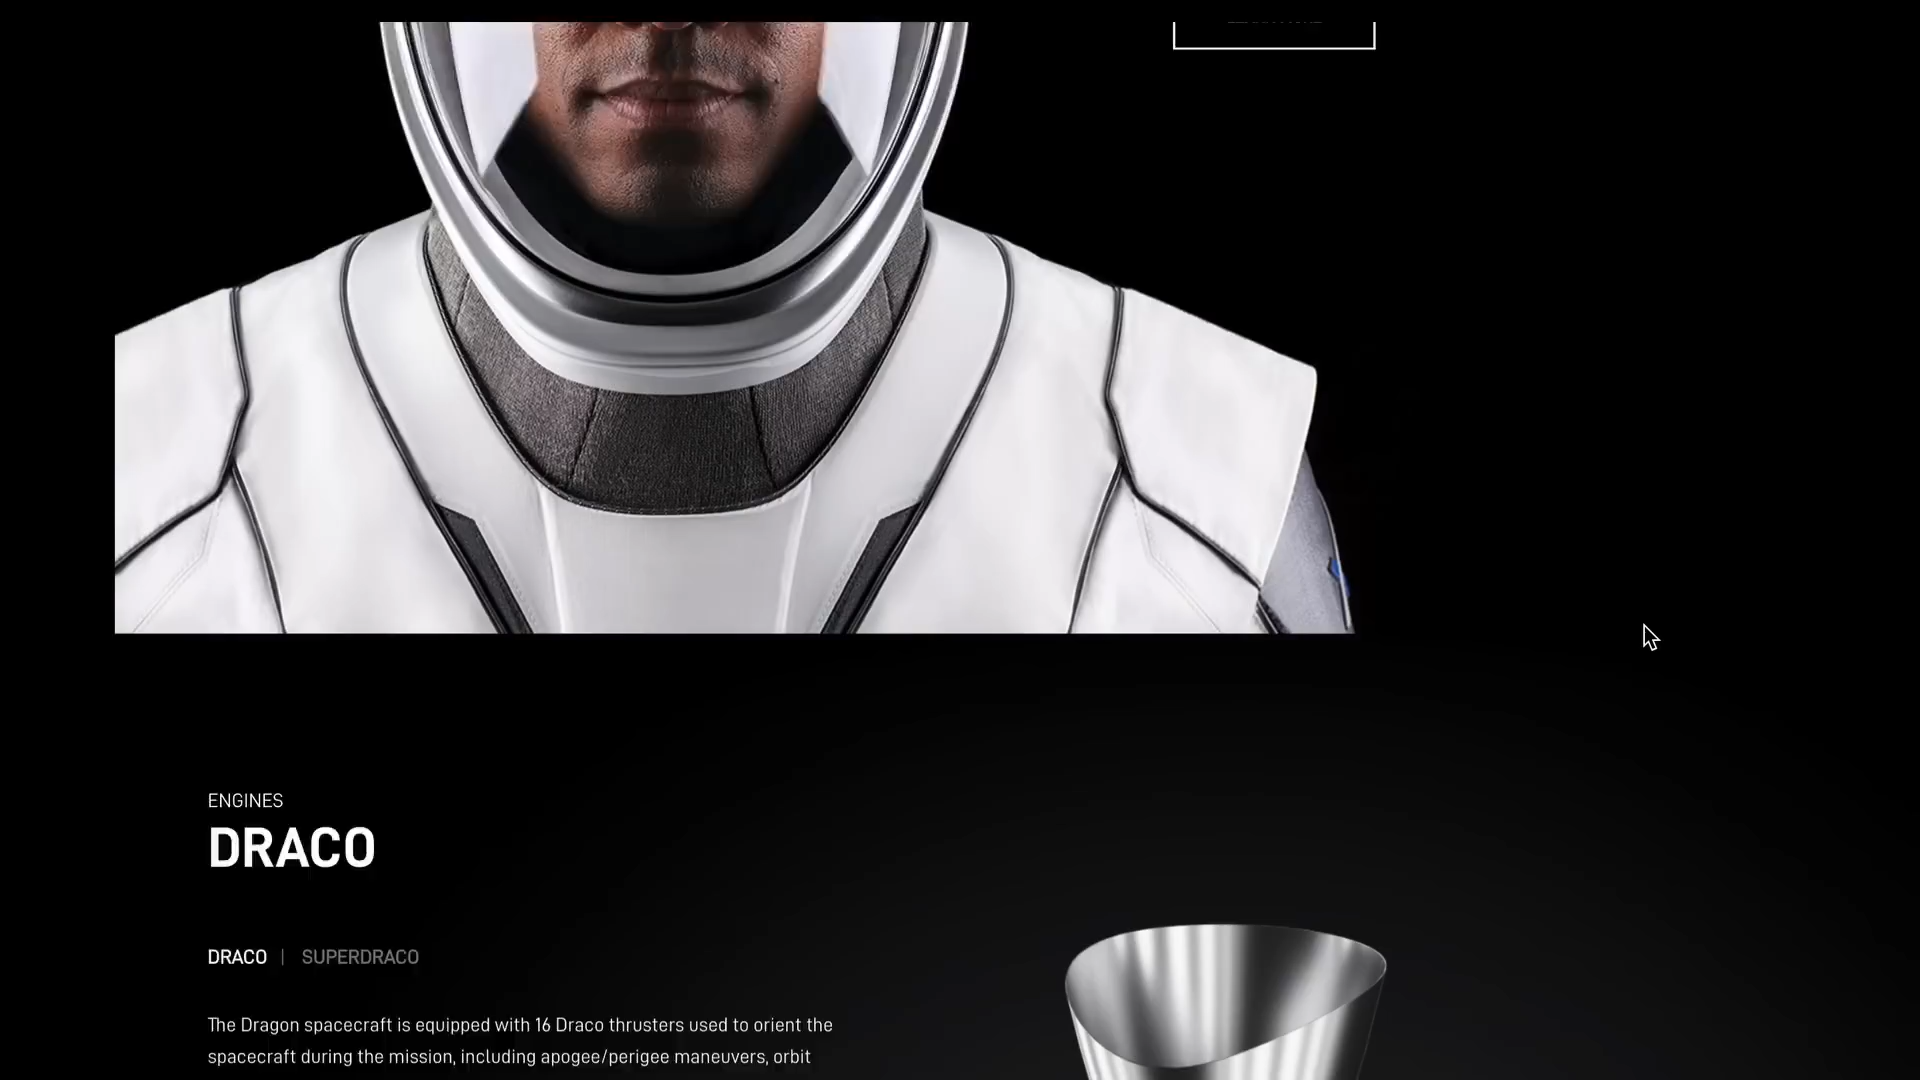 ENGINES
DRACO
DRACO | SUPERDRACO
The Dragon spacecraft is equipped with 16 Draco thrusters used to orient the
spacecraft during the mission, including apogee/perigee maneuvers, orbit